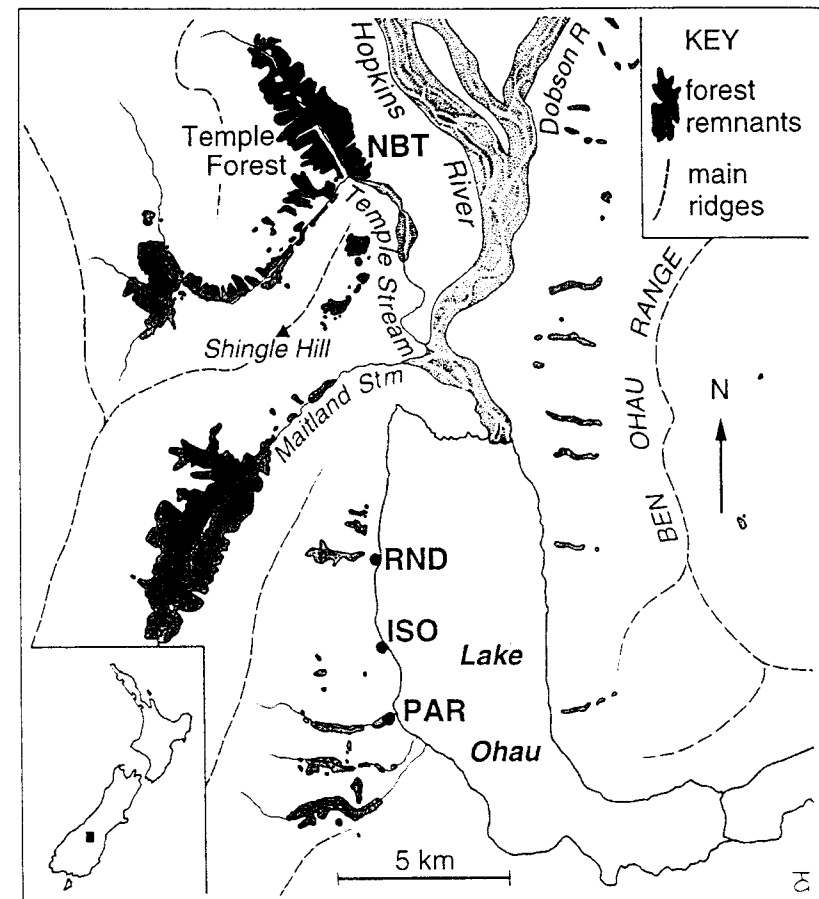 Hopkins
River
Dobson R
KEY
forest
remnants
main
ridges
Temple
Forest
NBT
Temple Stream
Shingle Hill
Maitland Stm
BEN OHAU RANGE
N
RND
ISO
PAR
Lake
Ohau
5 km